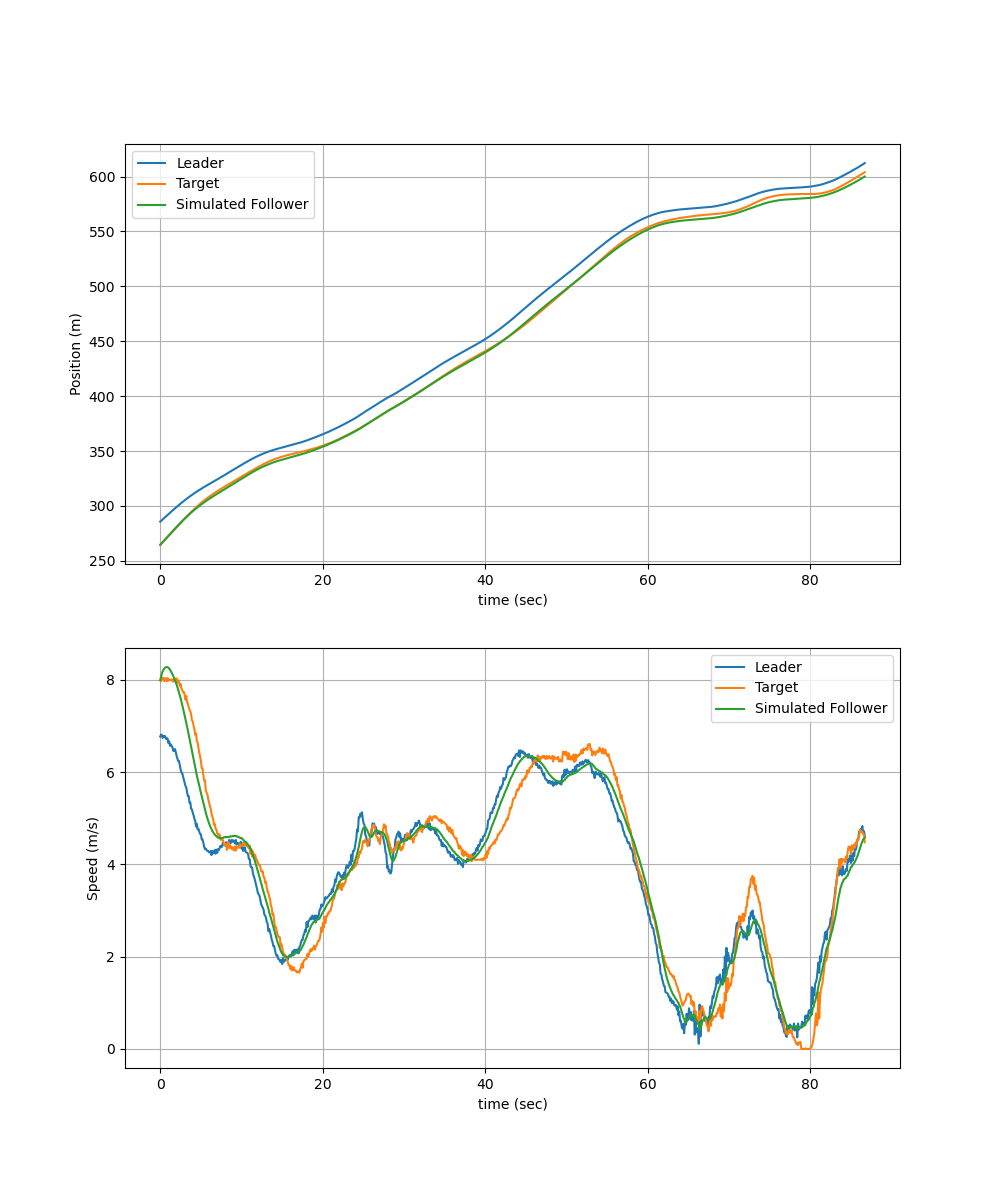 Leader
Target
Simulated Follower
600
550
500
450
400
350
300
250
Position (m)
0 20 40 60 80
time (sec)
Leader
Target
Simulated Follower
8
6
4
2
0
Speed (m/s)
0 20 40 60 80
time (sec)